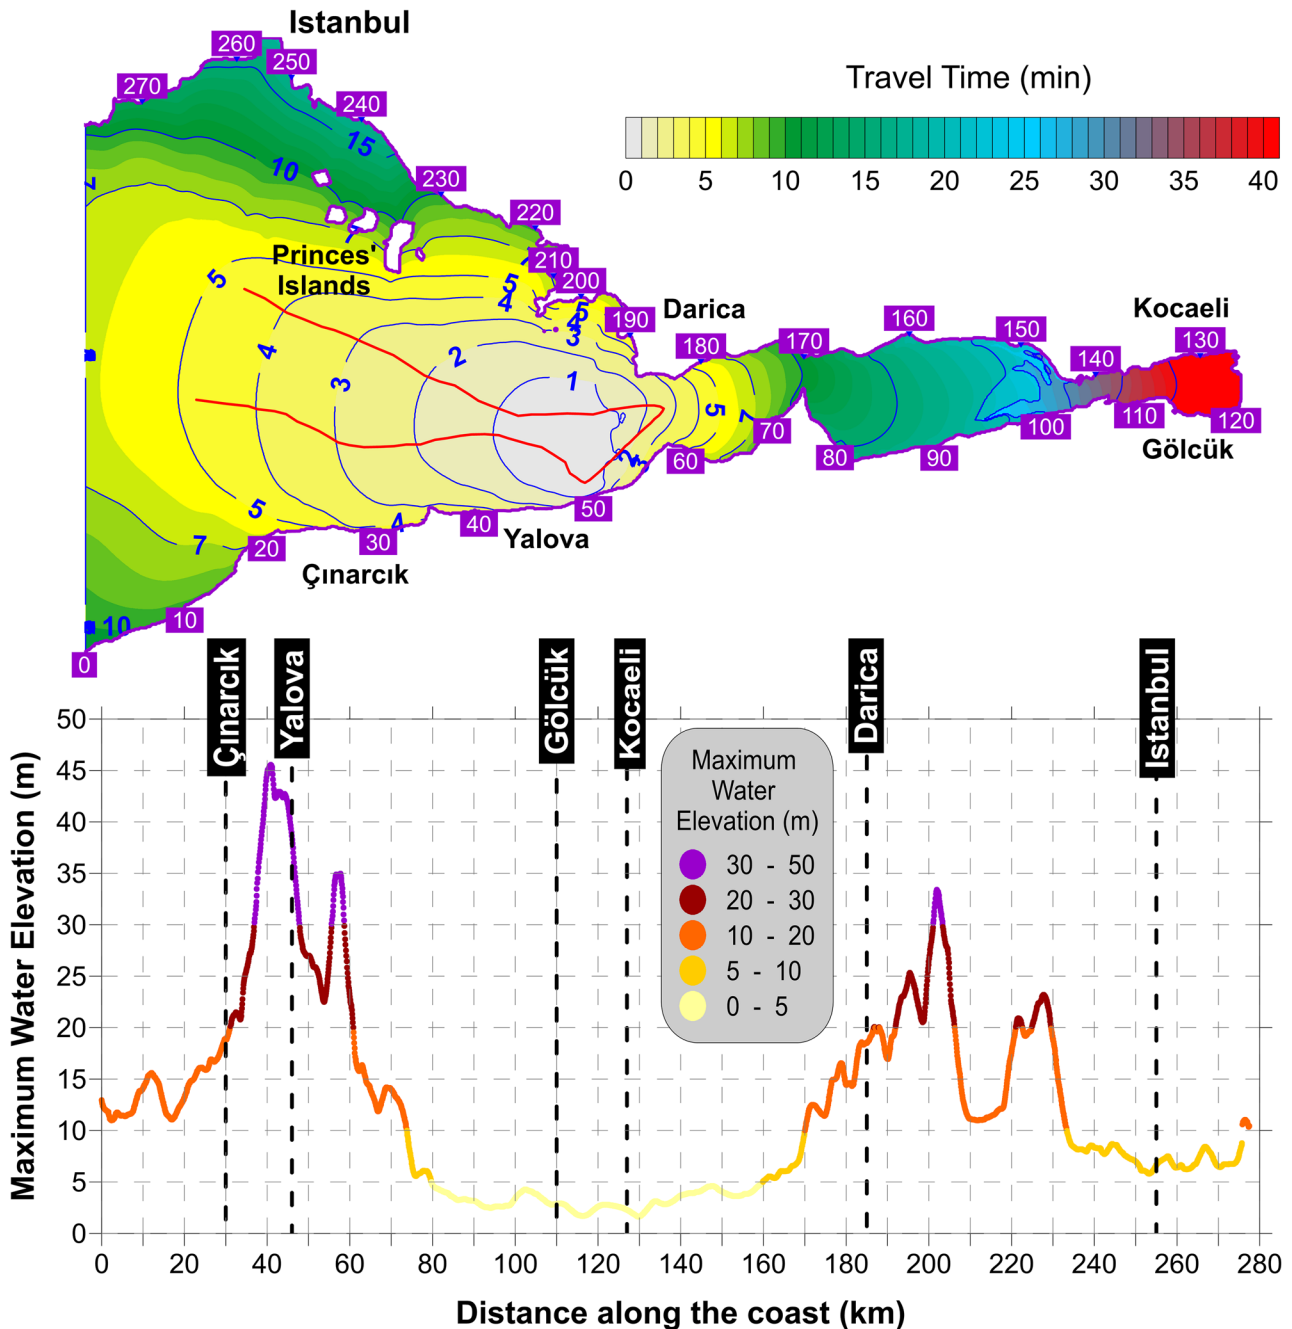 Istanbul
260
250
270
240
Travel Time (min)
0 5 10 15 20 25 30 35 40
15
10
7
230
220
7
7
210
Princes'
Islands
5
5
200
4
5
4
190
3
Darica
Kocaeli
160
150
130
180
170
140
4
2
3
1
5
7
110
120
100
70
Gölcük
2
3
60
80
90
5
50
4
40
Yalova
7
20
30
Çınarcık
10
10
0
Çınarcık
Yalova
Gölcük
Kocaeli
Darica
Istanbul
Maximum Water Elevation (m)
50
45
40
35
30
25
20
15
10
5
0
Maximum
Water
Elevation (m)
30 - 50
20 - 30
10 - 20
5 - 10
0 - 5
0 20 40 60 80 100 120 140 160 180 200 220 240 260 280
Distance along the coast (km)